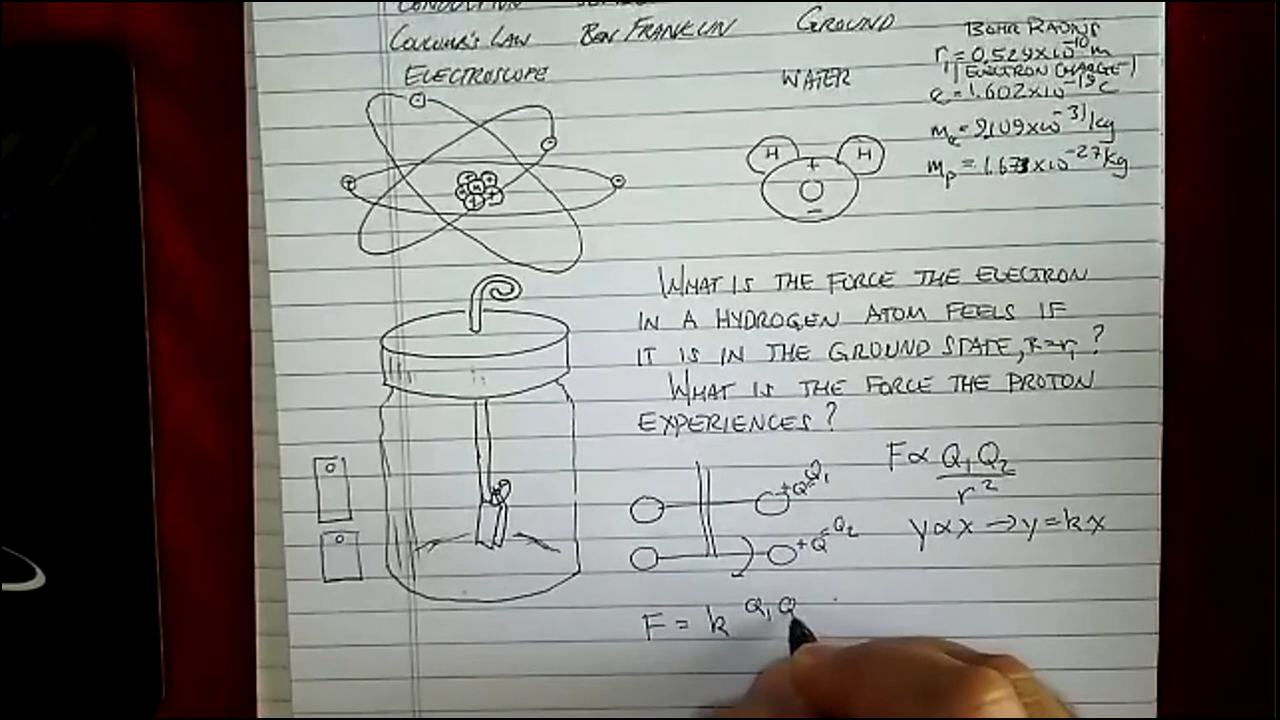 CONDUCTION
COULOMB'S LAW BEN FRANKLIN GROUND
ELECTROSCOPE WATER
BOHR RADIUS
r₁ = 0.529×10⁻¹⁰ m
|ELECTRON CHARGE|
e = 1.602×10⁻¹⁹ C
mₑ = 9.109×10⁻³¹ kg
mₚ = 1.673×10⁻²⁷ kg
H H
+
O
−
WHAT IS THE FORCE THE ELECTRON
IN A HYDROGEN ATOM FEELS IF
IT IS IN THE GROUND STATE, R=r₁?
WHAT IS THE FORCE THE PROTON
EXPERIENCES?
+Q=Q₁
+Q=Q₂
F ∝ Q₁Q₂
r²
y∝x → y=kx
F = k Q₁Q